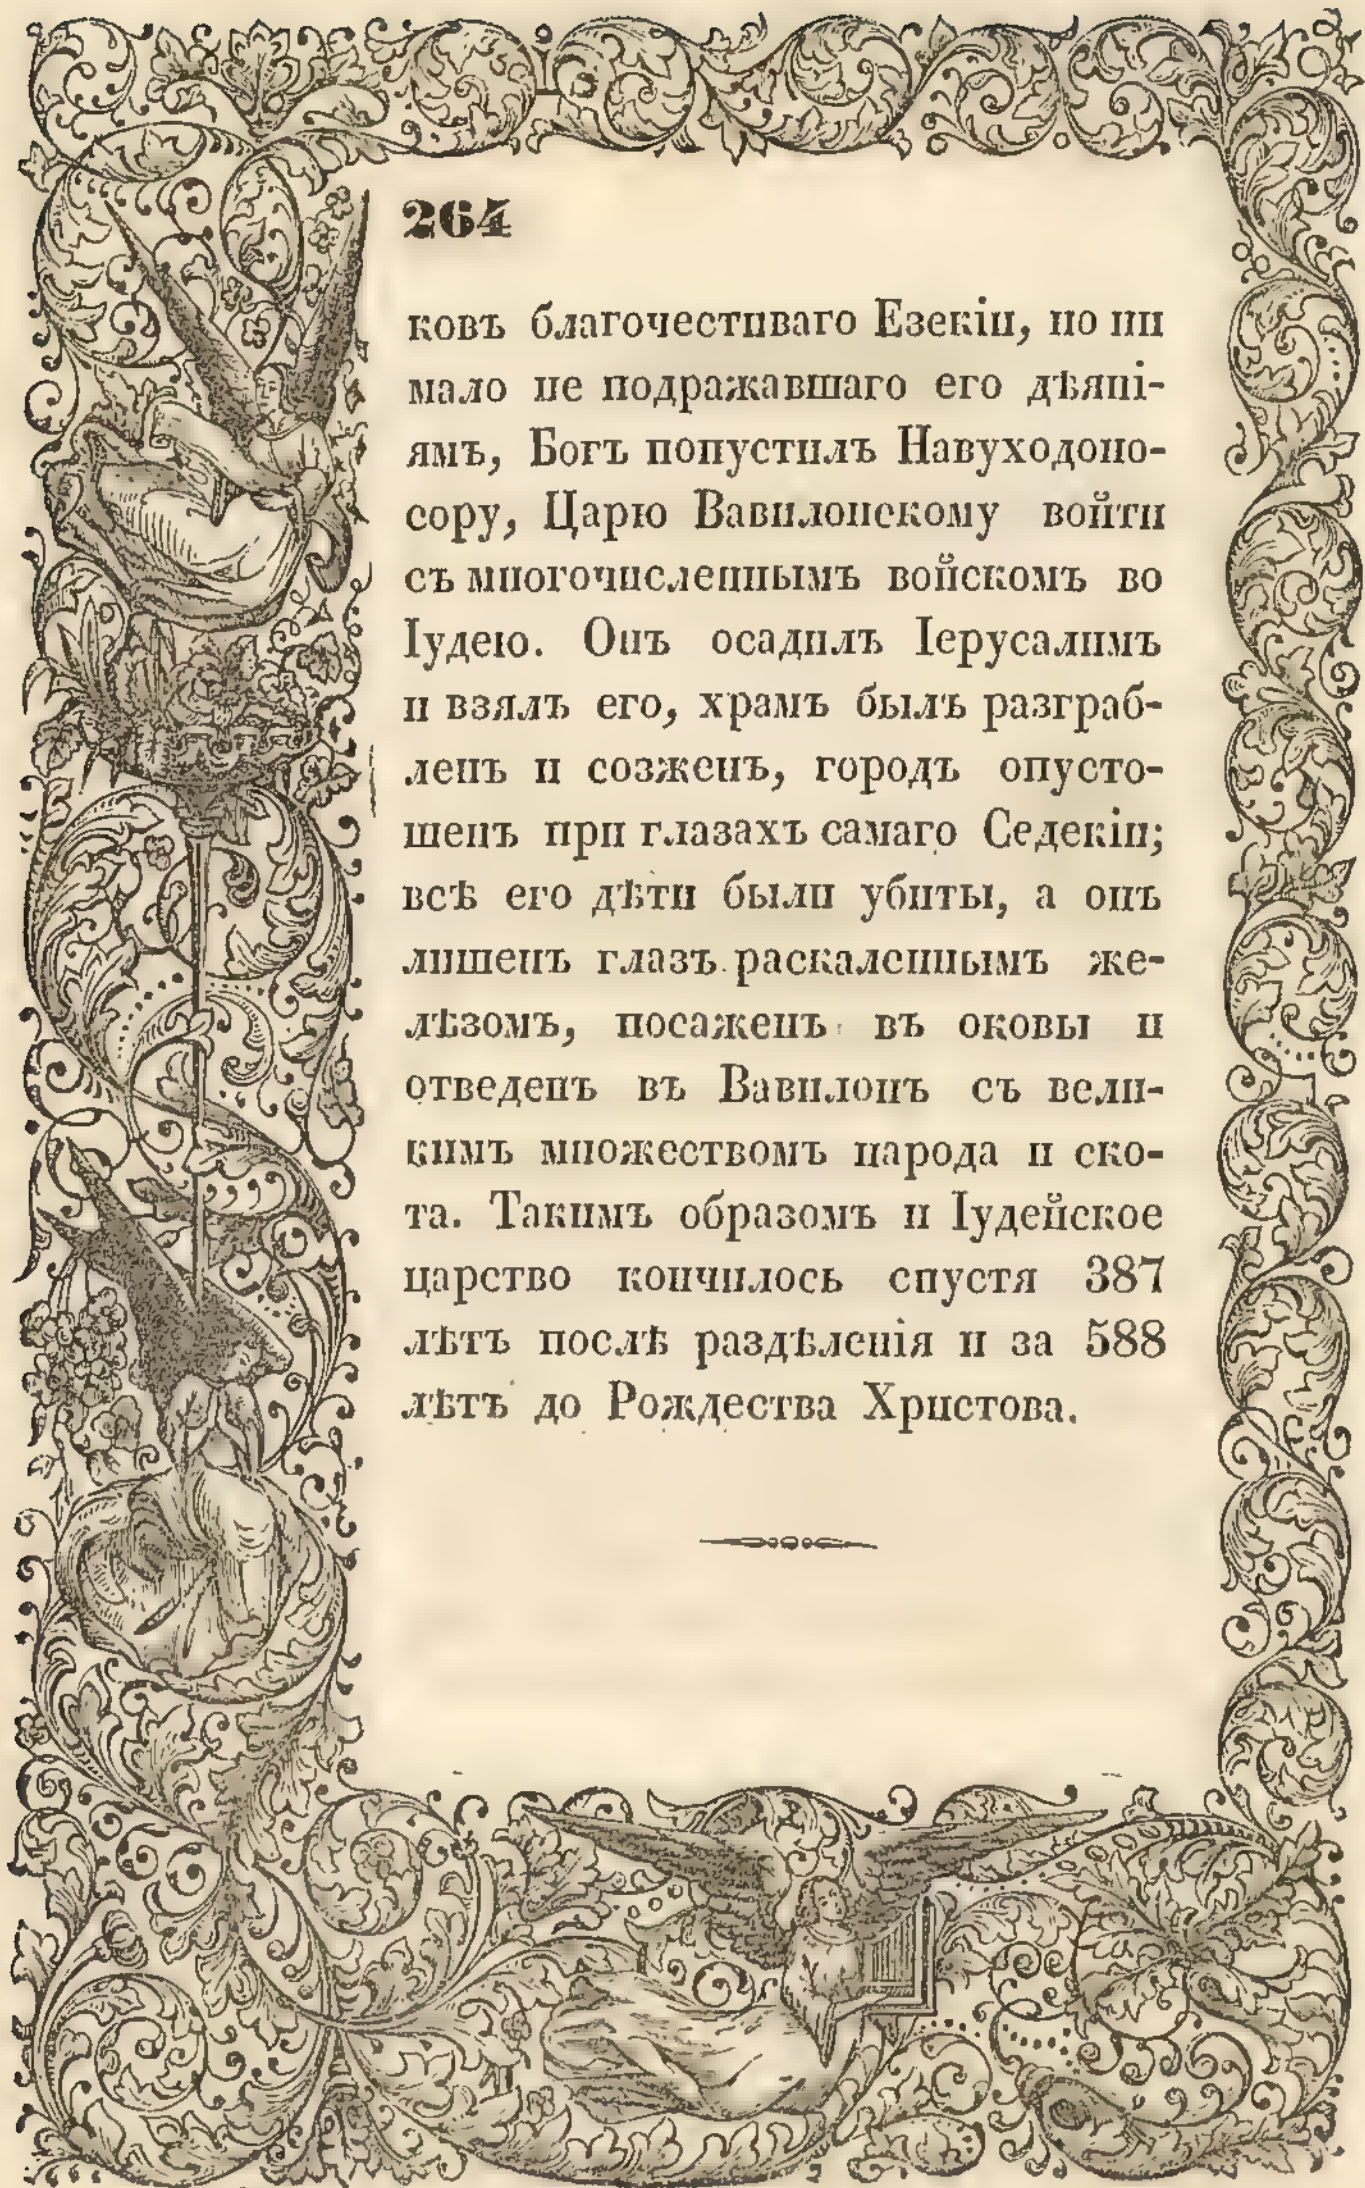 264
ковъ благочестиваго Езекіи, но ни
мало не подражавшаго его дѣяні-
ямъ, Богъ попустилъ Навуходоно-
сору, Царю Вавилонскому войти
съ многочисленнымъ войскомъ во
Іудею. Онъ осадилъ Іерусалимъ
и взялъ его, храмъ былъ разграб-
ленъ и созженъ, городъ опусто-
шенъ при глазахъ самаго Седекіи;
всѣ его дѣти были убиты, а онъ
лишенъ глазъ раскаленнымъ же-
лѣзомъ, посаженъ въ оковы и
отведенъ въ Вавилонъ съ вели-
кимъ множествомъ народа и ско-
та. Такимъ образомъ и Іудейское
царство кончилось спустя 387
лѣтъ послѣ раздѣленія и за 588
лѣтъ до Рождества Христова.